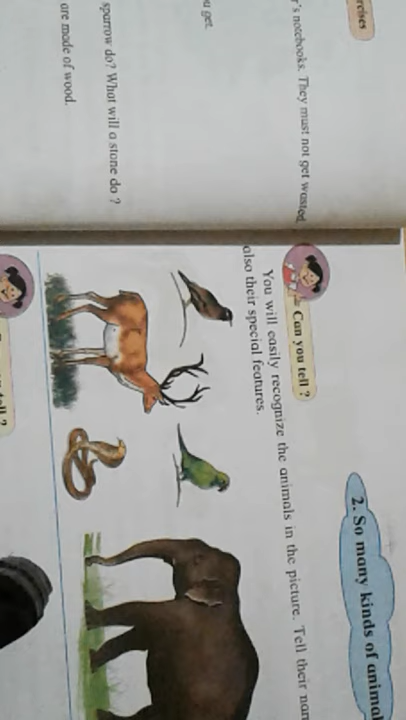 rcises
r's notebooks. They must not get wasted.
u get.
sparrow do? What will a stone do ?
are made of wood.
2. So many kinds of animal
Can you tell ?
You will easily recognize the animals in the picture. Tell their nam
also their special features.
tell ?